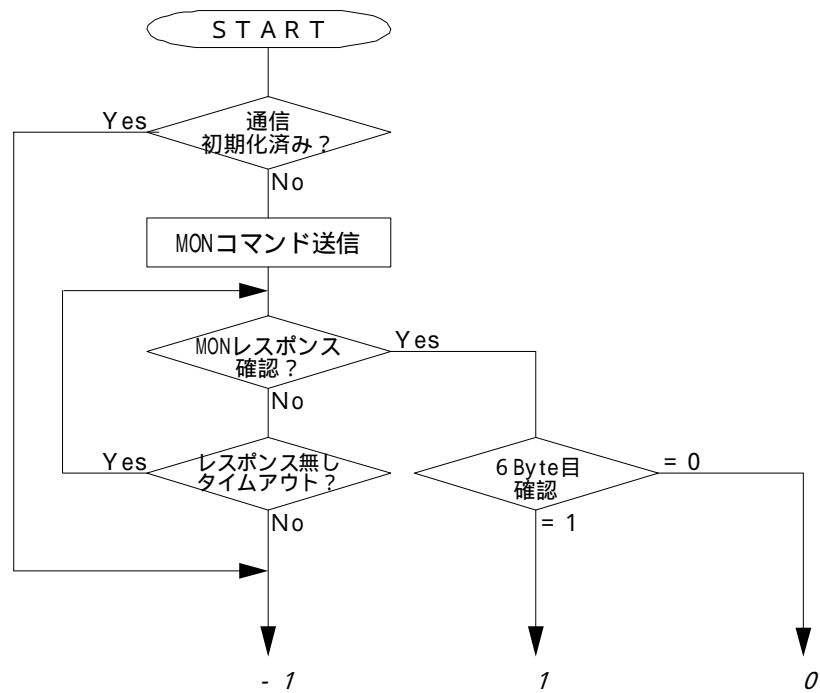 START
Yes
通信
初期化済み？
No
MONコマンド送信
MONレスポンス
確認？
Yes
No
Yes
レスポンス無し
タイムアウト？
No
6 Byte目
確認
= 0
= 1
- 1
1
0